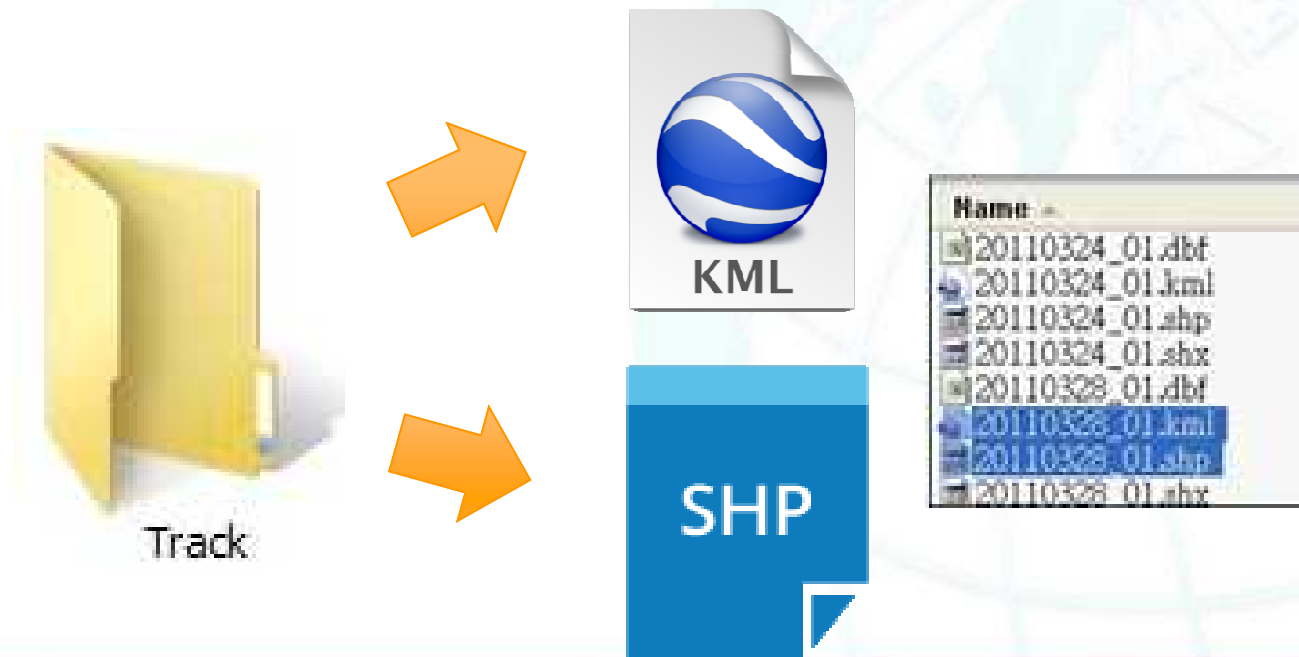 Track
KML
SHP
Name
20110324_01.dbf
20110324_01.kml
20110324_01.shp
20110324_01.shx
20110328_01.dbf
20110328_01.kml
20110328_01.shp
20110328_01.shx